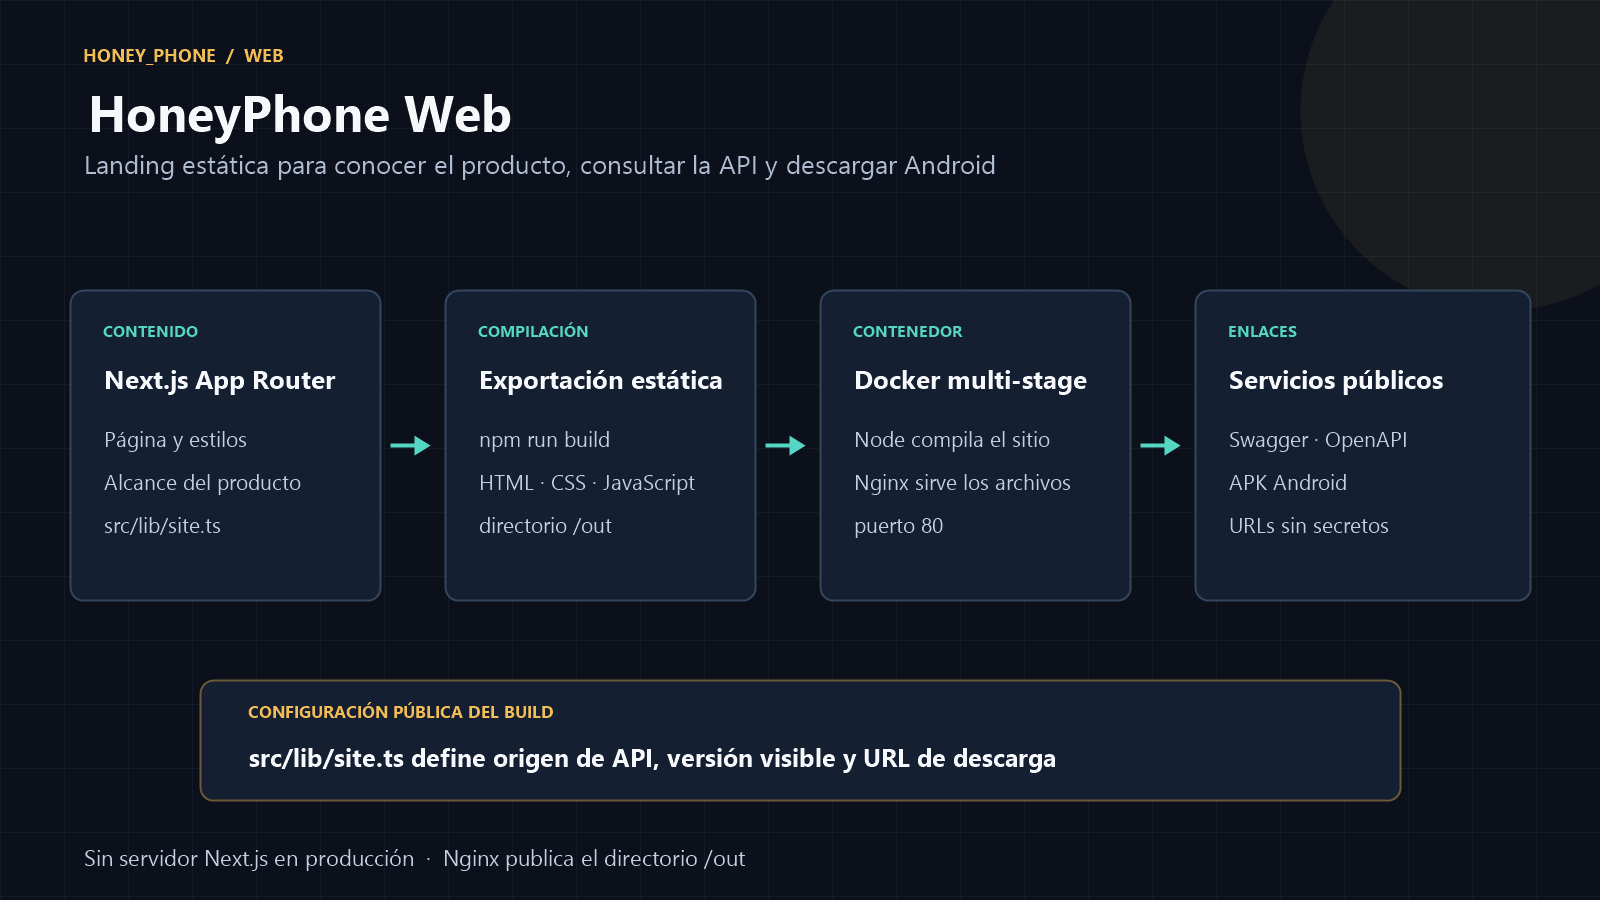 HONEY_PHONE / WEB
HoneyPhone Web
Landing estática para conocer el producto, consultar la API y descargar Android
CONTENIDO
Next.js App Router
Página y estilos
Alcance del producto
src/lib/site.ts
COMPILACIÓN
Exportación estática
npm run build
HTML · CSS · JavaScript
directorio /out
CONTENEDOR
Docker multi-stage
Node compila el sitio
Nginx sirve los archivos
puerto 80
ENLACES
Servicios públicos
Swagger · OpenAPI
APK Android
URLs sin secretos
CONFIGURACIÓN PÚBLICA DEL BUILD
src/lib/site.ts define origen de API, versión visible y URL de descarga
Sin servidor Next.js en producción · Nginx publica el directorio /out